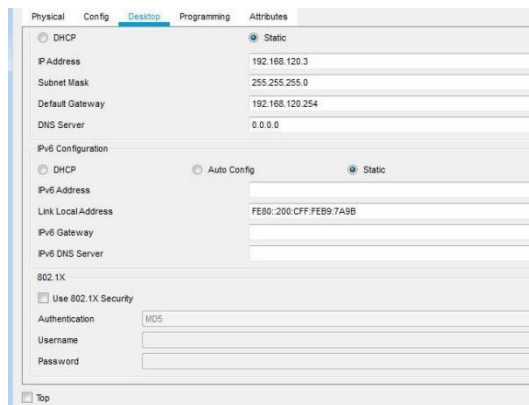 Physical Config Desktop Programming Attributes
DHCP Static
IP Address 192.168.120.3
Subnet Mask 255.255.255.0
Default Gateway 192.168.120.254
DNS Server 0.0.0.0
IPv6 Configuration
DHCP Auto Config Static
IPv6 Address
Link Local Address FE80::200:CFF:FEB9:7A9B
IPv6 Gateway
IPv6 DNS Server
802.1X
Use 802.1X Security
Authentication MD5
Username
Password
Top